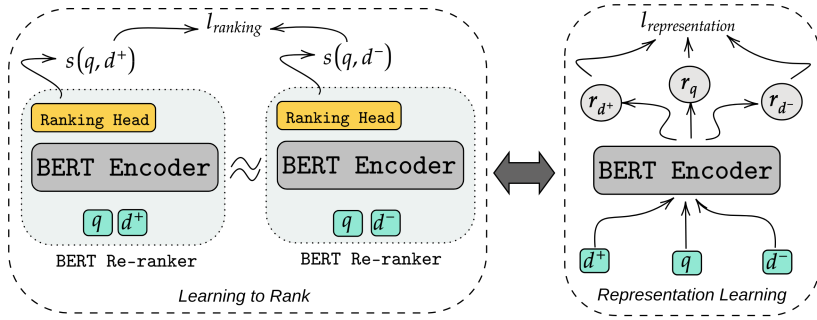 l_ranking
s(q, d⁺)
s(q, d⁻)
Ranking Head
Ranking Head
BERT Encoder
BERT Encoder
q d⁺
q d⁻
BERT Re-ranker
BERT Re-ranker
Learning to Rank
l_representation
r_d⁺
r_q
r_d⁻
BERT Encoder
d⁺
q
d⁻
Representation Learning